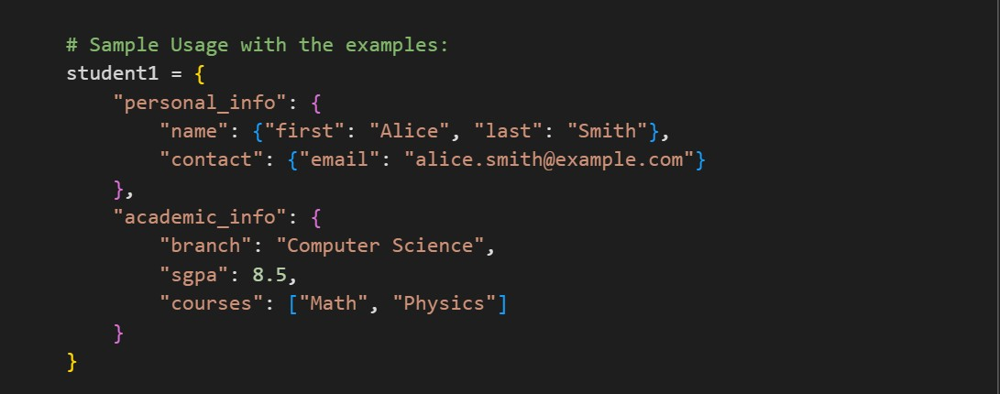 # Sample Usage with the examples:
student1 = {
    "personal_info": {
        "name": {"first": "Alice", "last": "Smith"},
        "contact": {"email": "alice.smith@example.com"}
    },
    "academic_info": {
        "branch": "Computer Science",
        "sgpa": 8.5,
        "courses": ["Math", "Physics"]
    }
}